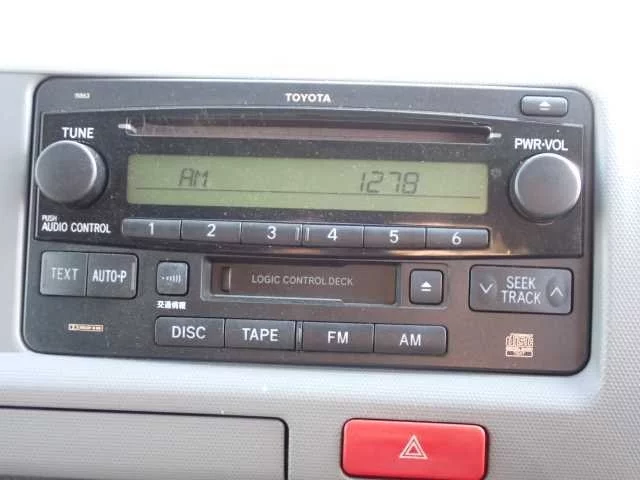 TOYOTA
TUNE
PWR·VOL
AM 1278
PUSH
AUDIO CONTROL
1 2 3 4 5 6
TEXT AUTO-P
交通情報
LOGIC CONTROL DECK
SEEK
TRACK
DISC TAPE FM AM
disc